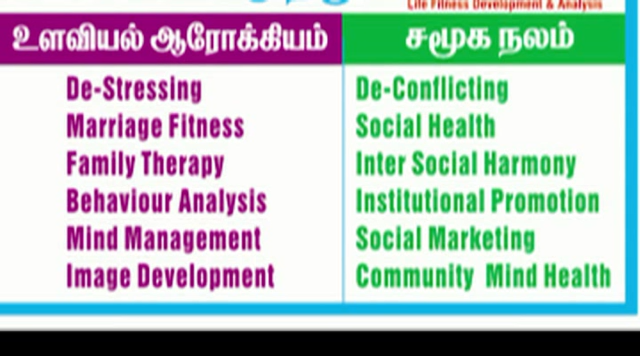 Life Fitness Development & Analysis
உளவியல் ஆரோக்கியம்
De-Stressing
Marriage Fitness
Family Therapy
Behaviour Analysis
Mind Management
Image Development
சமூக நலம்
De-Conflicting
Social Health
Inter Social Harmony
Institutional Promotion
Social Marketing
Community Mind Health